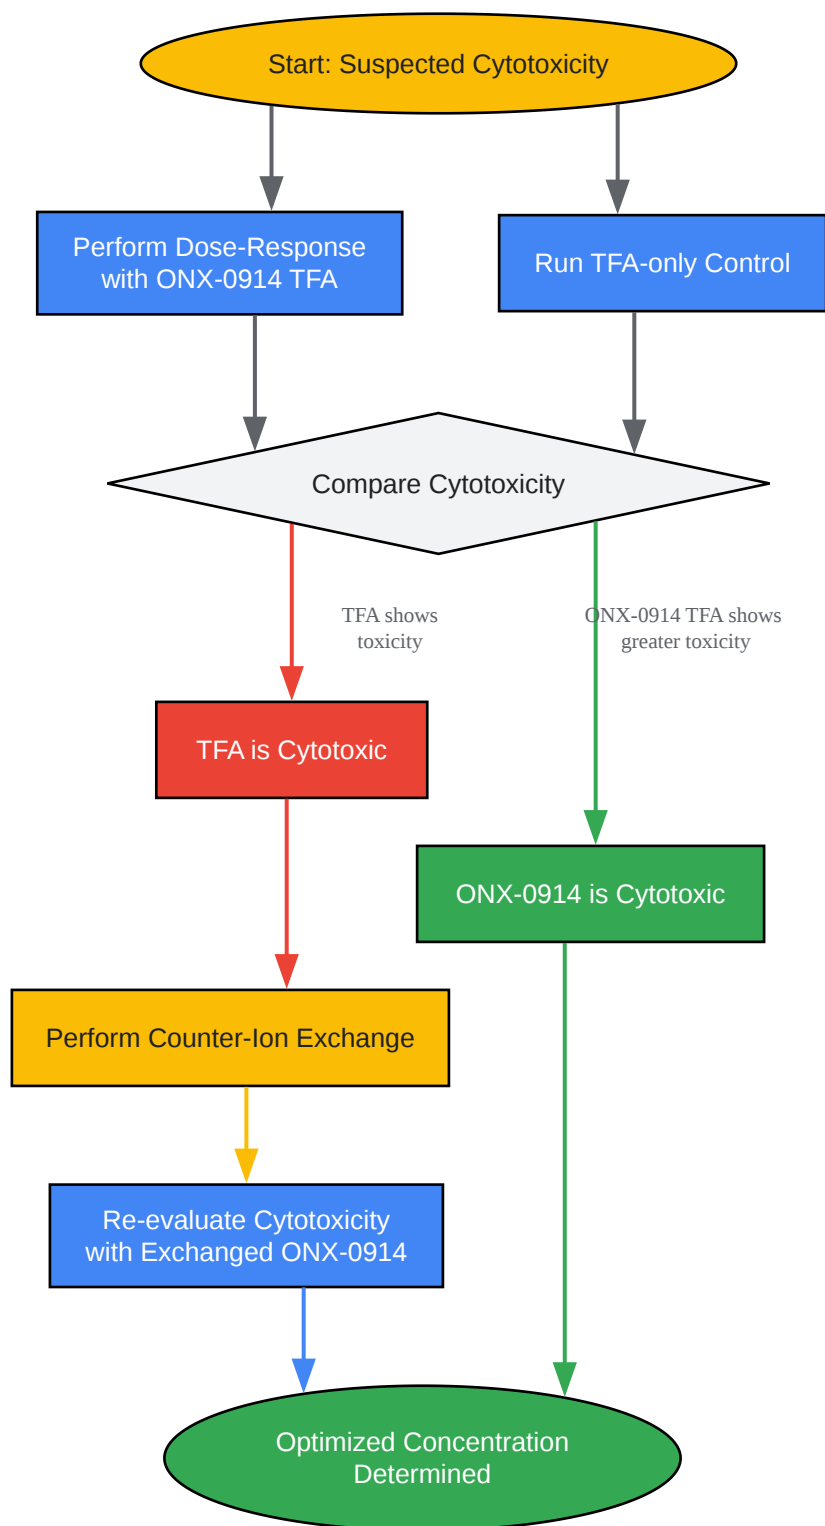 Start: Suspected Cytotoxicity
Perform Dose-Response
with ONX-0914 TFA
Run TFA-only Control
Compare Cytotoxicity
TFA shows
toxicity
ONX-0914 TFA shows
greater toxicity
TFA is Cytotoxic
ONX-0914 is Cytotoxic
Perform Counter-Ion Exchange
Re-evaluate Cytotoxicity
with Exchanged ONX-0914
Optimized Concentration
Determined